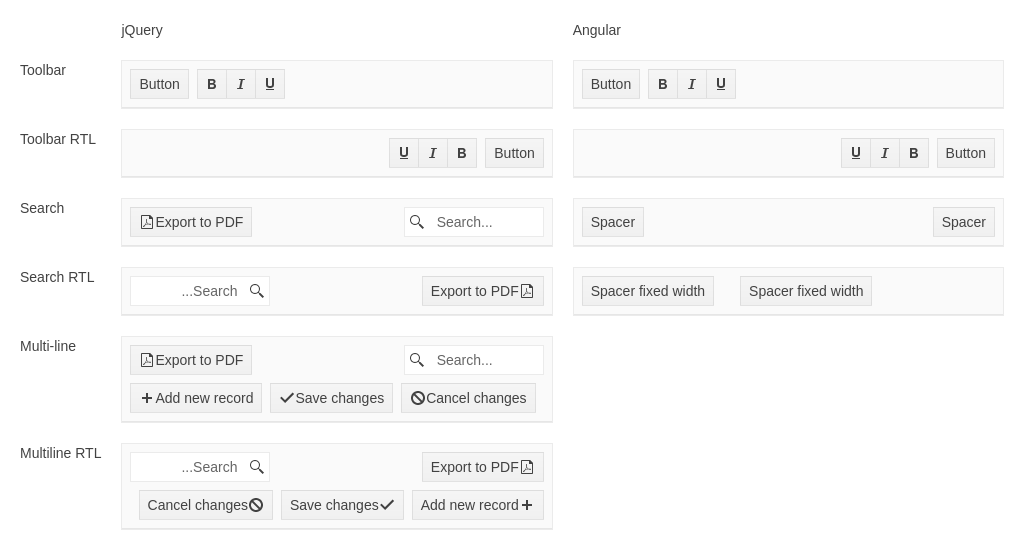 jQuery Angular
Toolbar Button B I U Button B I U
Toolbar RTL U I B Button U I B Button
Search Export to PDF Search... Spacer Spacer
Search RTL ...Search Export to PDF Spacer fixed width Spacer fixed width
Multi-line Export to PDF Search...
Add new record Save changes Cancel changes
Multiline RTL ...Search Export to PDF
Cancel changes Save changes Add new record